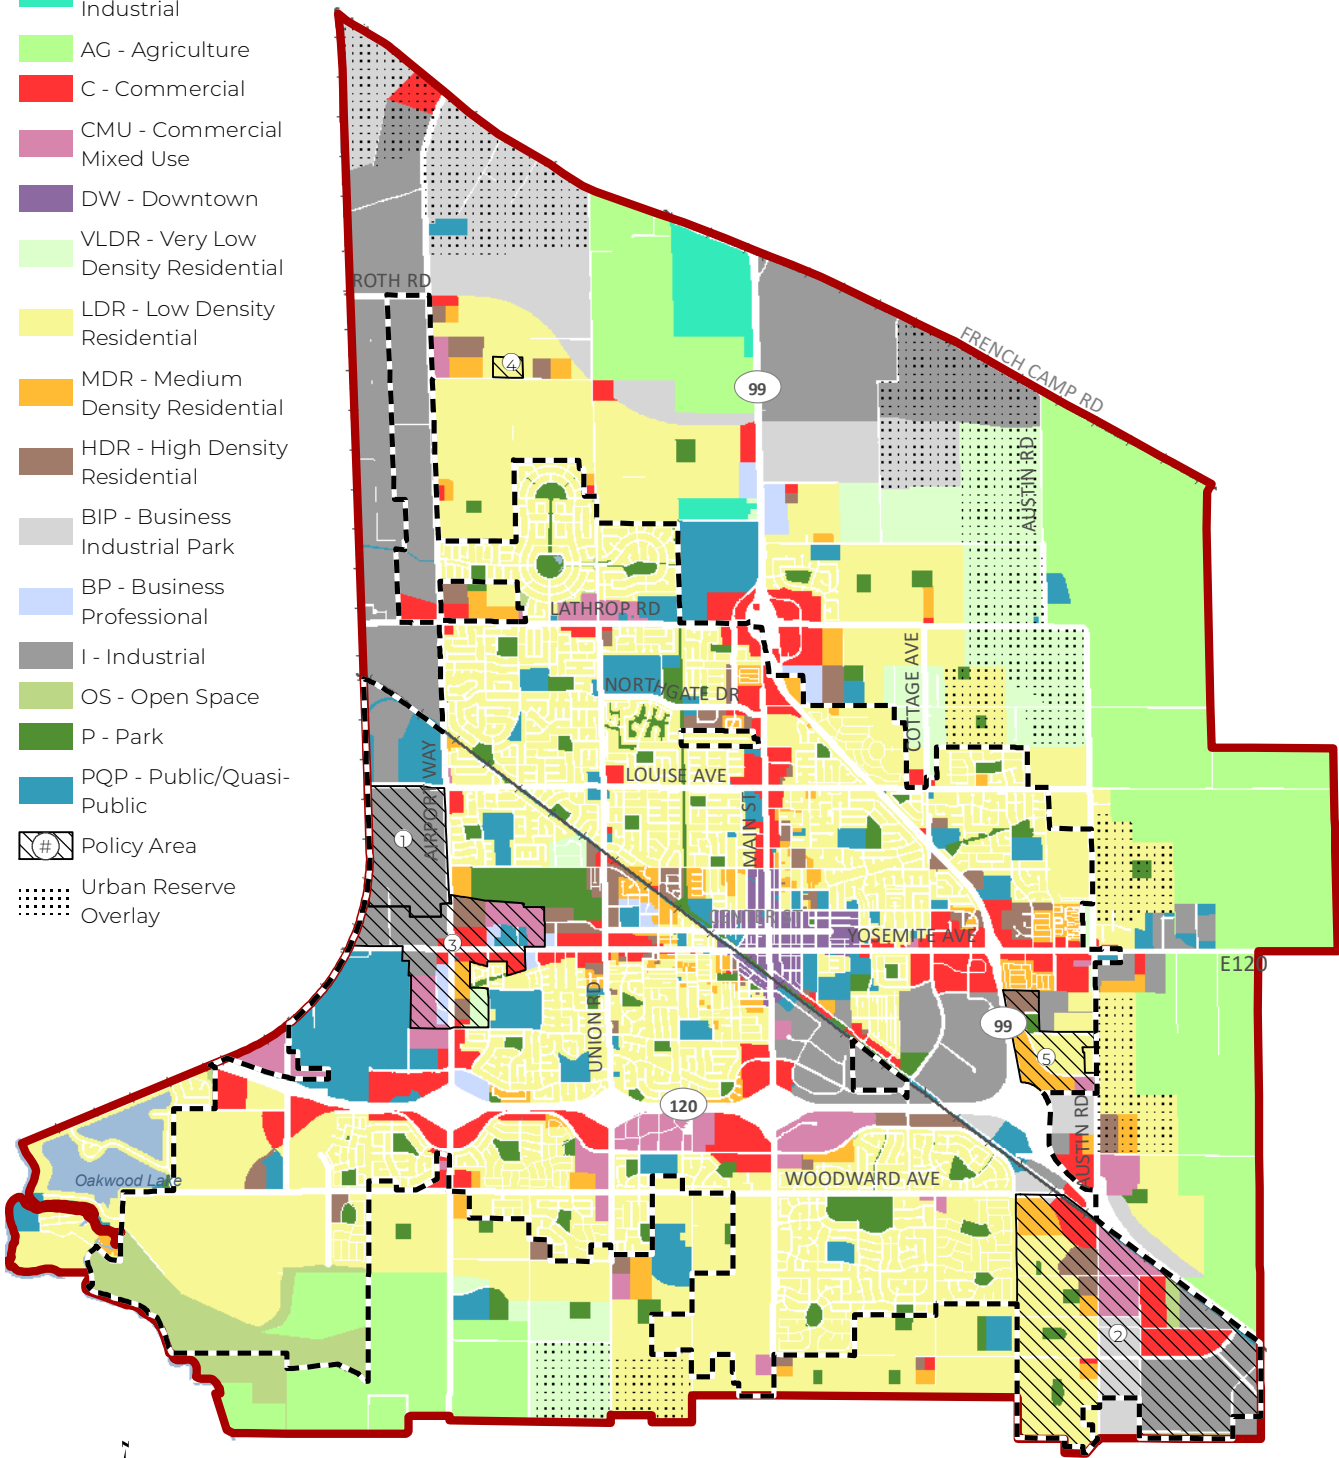 Industrial
AG - Agriculture
C - Commercial
CMU - Commercial
Mixed Use
DW - Downtown
VLDR - Very Low
Density Residential
LDR - Low Density
Residential
MDR - Medium
Density Residential
HDR - High Density
Residential
BIP - Business
Industrial Park
BP - Business
Professional
I - Industrial
OS - Open Space
P - Park
PQP - Public/Quasi-
Public
# Policy Area
Urban Reserve
Overlay
ROTH RD
FRENCH CAMP RD
4
99
AUSTIN RD
LATHROP RD
COTTAGE AVE
NORTHGATE DR
LOUISE AVE
AIRPORT WAY
MAIN ST
1
CENTER ST
YOSEMITE AVE
3
E120
UNION RD
99
5
120
AUSTIN RD
WOODWARD AVE
Oakwood Lake
2